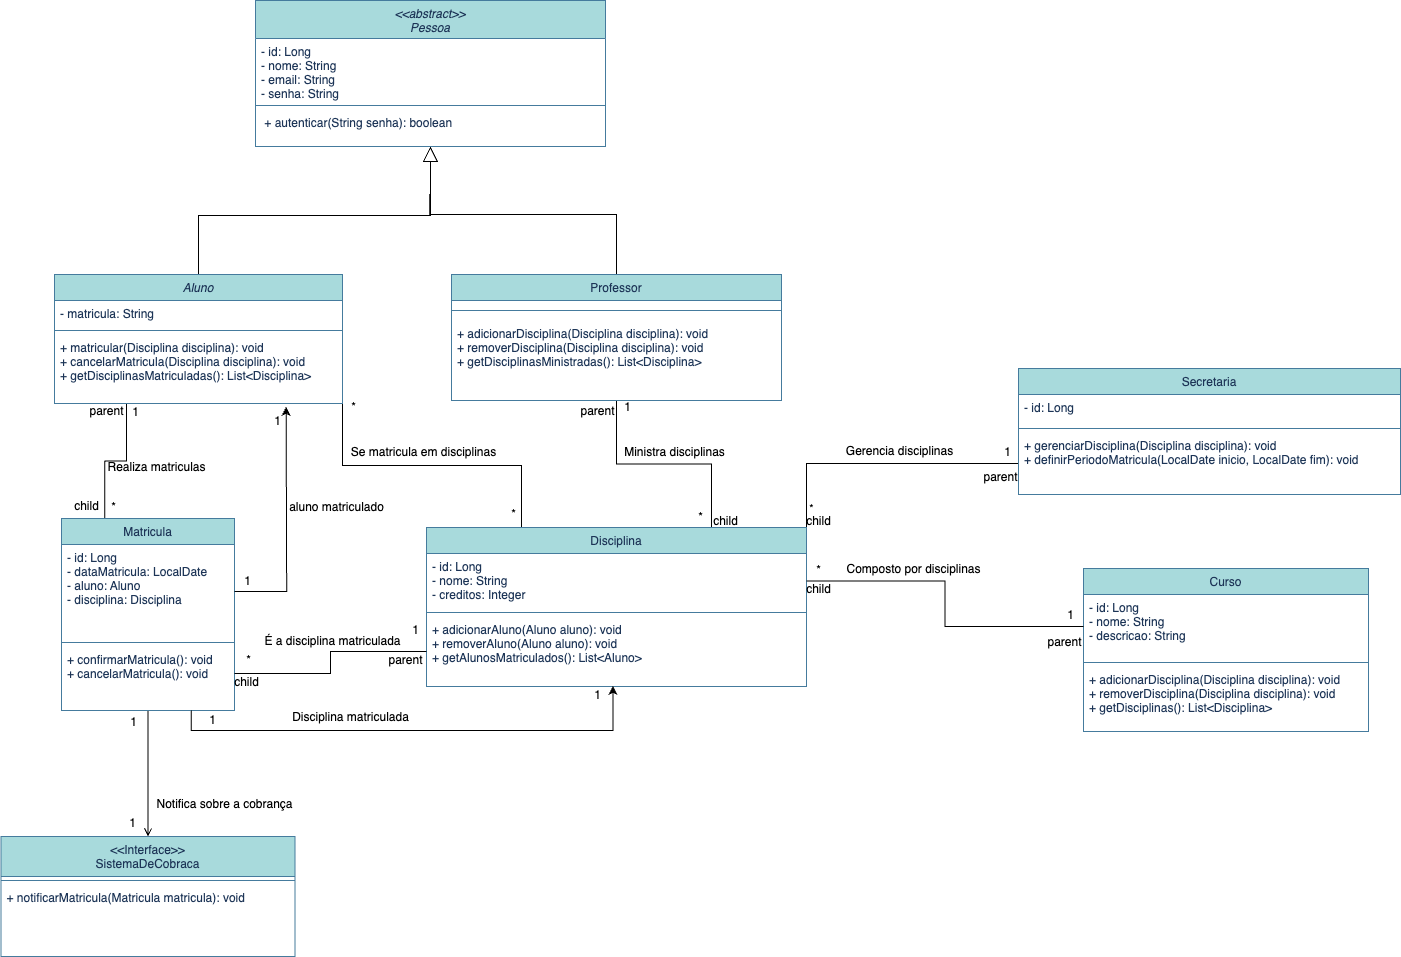 <<abstract>>
Pessoa
- id: Long
- nome: String
- email: String
- senha: String
+ autenticar(String senha): boolean
Aluno
- matricula: String
+ matricular(Disciplina disciplina): void
+ cancelarMatricula(Disciplina disciplina): void
+ getDisciplinasMatriculadas(): List<Disciplina>
Professor
+ adicionarDisciplina(Disciplina disciplina): void
+ removerDisciplina(Disciplina disciplina): void
+ getDisciplinasMinistradas(): List<Disciplina>
Secretaria
- id: Long
+ gerenciarDisciplina(Disciplina disciplina): void
+ definirPeriodoMatricula(LocalDate inicio, LocalDate fim): void
parent
1
1
*
parent
1
Realiza matriculas
Se matricula em disciplinas
Ministra disciplinas
Gerencia disciplinas
1
parent
child
*
aluno matriculado
*
*
child
*
child
Matricula
- id: Long
- dataMatricula: LocalDate
- aluno: Aluno
- disciplina: Disciplina
+ confirmarMatricula(): void
+ cancelarMatricula(): void
1
Disciplina
- id: Long
- nome: String
- creditos: Integer
+ adicionarAluno(Aluno aluno): void
+ removerAluno(Aluno aluno): void
+ getAlunosMatriculados(): List<Aluno>
*
Composto por disciplinas
child
1
parent
Curso
- id: Long
- nome: String
- descricao: String
+ adicionarDisciplina(Disciplina disciplina): void
+ removerDisciplina(Disciplina disciplina): void
+ getDisciplinas(): List<Disciplina>
1
É a disciplina matriculada
*
parent
child
1
1
1
Disciplina matriculada
Notifica sobre a cobrança
1
<<Interface>>
SistemaDeCobraca
+ notificarMatricula(Matricula matricula): void